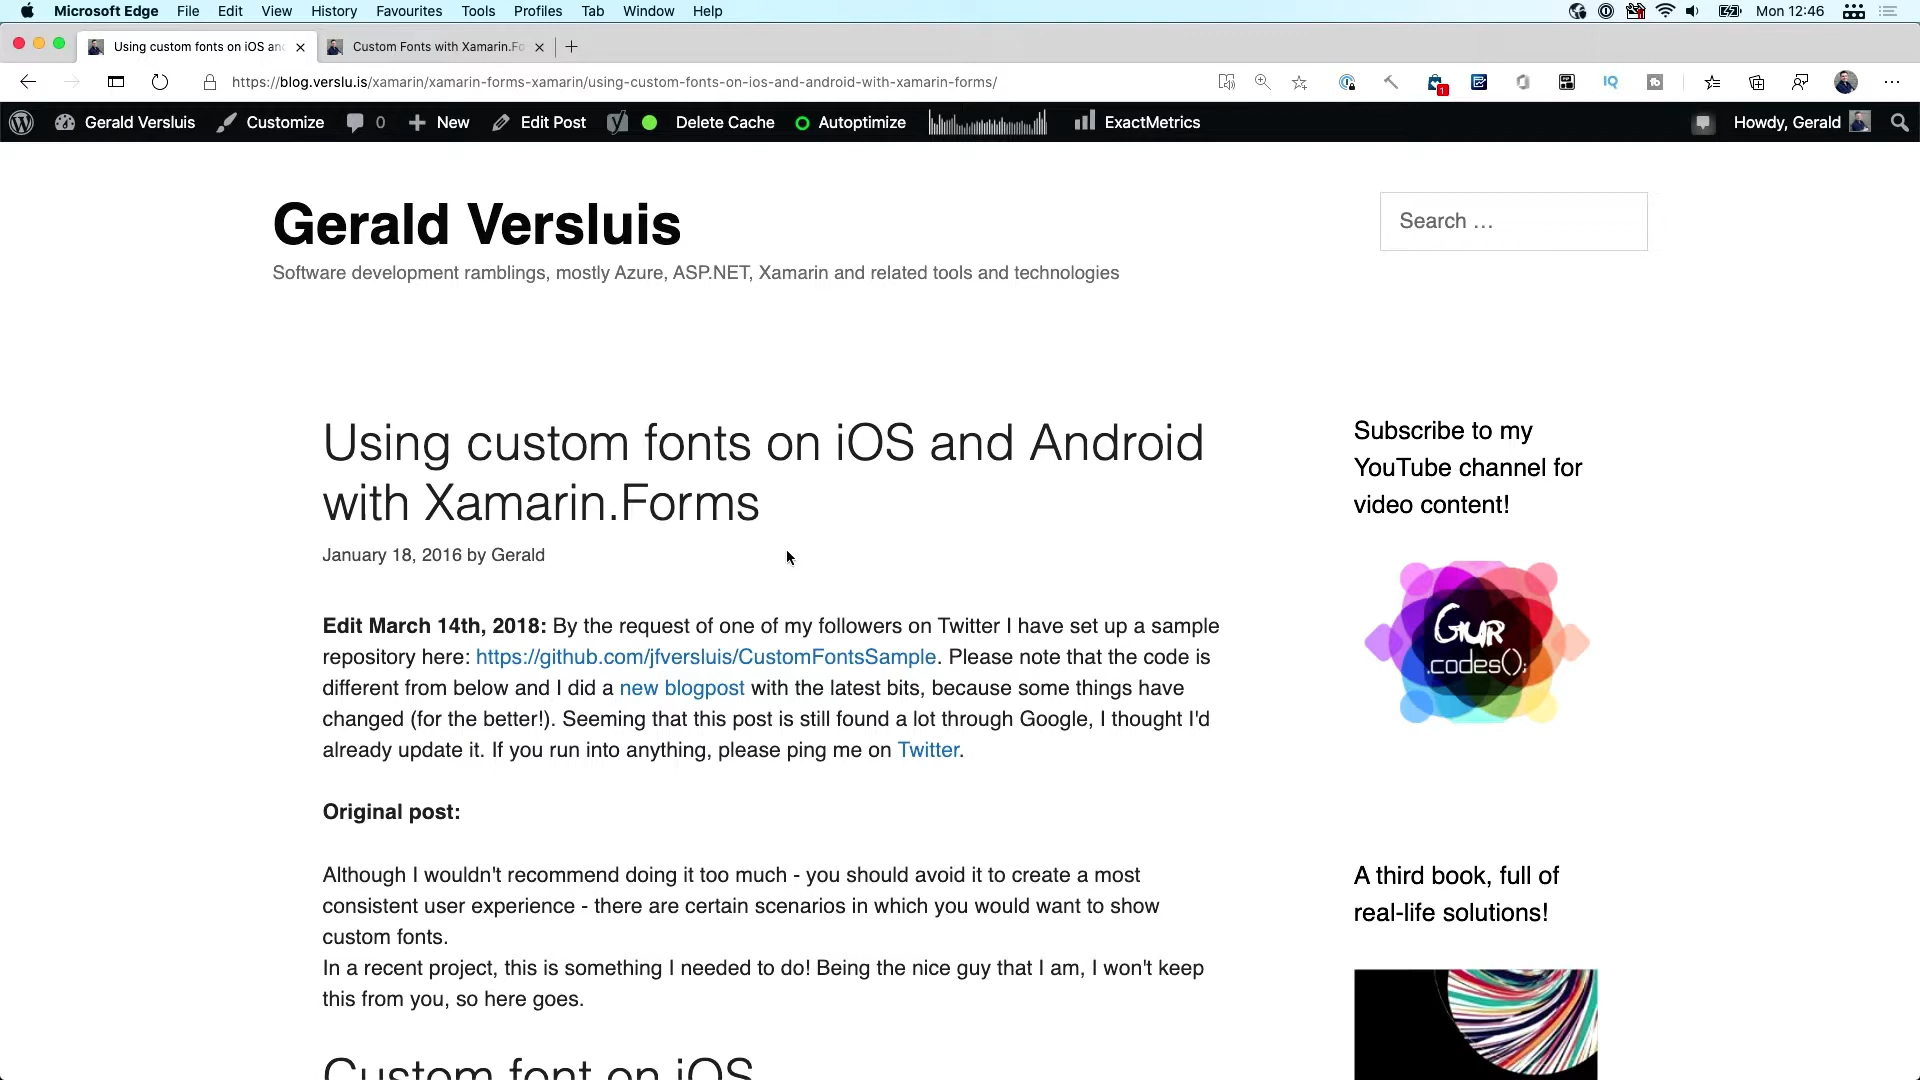 Microsoft Edge File Edit View History Favourites Tools Profiles Tab Window Help Mon 12:46
Using custom fonts on iOS an Custom Fonts with Xamarin.Fo
https://blog.verslu.is/xamarin/xamarin-forms-xamarin/using-custom-fonts-on-ios-and-android-with-xamarin-forms/ 1 IQ
Gerald Versluis Customize 0 New Edit Post Delete Cache Autoptimize ExactMetrics Howdy, Gerald
Gerald Versluis
Search …
Software development ramblings, mostly Azure, ASP.NET, Xamarin and related tools and technologies
Using custom fonts on iOS and Android
with Xamarin.Forms
January 18, 2016 by Gerald
Edit March 14th, 2018: By the request of one of my followers on Twitter I have set up a sample
repository here: https://github.com/jfversluis/CustomFontsSample. Please note that the code is
different from below and I did a new blogpost with the latest bits, because some things have
changed (for the better!). Seeming that this post is still found a lot through Google, I thought I'd
already update it. If you run into anything, please ping me on Twitter.
Original post:
Although I wouldn't recommend doing it too much - you should avoid it to create a most
consistent user experience - there are certain scenarios in which you would want to show
custom fonts.
In a recent project, this is something I needed to do! Being the nice guy that I am, I won't keep
this from you, so here goes.
Custom font on iOS
Subscribe to my
YouTube channel for
video content!
Gvr
.codes();
A third book, full of
real-life solutions!